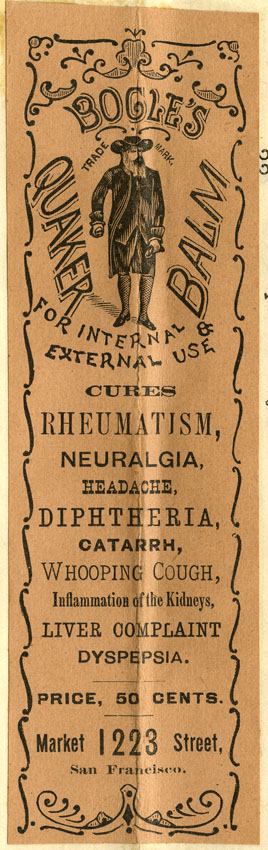 BOGLE'S
TRADE MARK.
QUAKER BALM
FOR INTERNAL &
EXTERNAL USE
CURES
RHEUMATISM,
NEURALGIA,
HEADACHE,
DIPHTHERIA,
CATARRH,
WHOOPING COUGH,
Inflammation of the Kidneys,
LIVER COMPLAINT
DYSPEPSIA.
PRICE, 50 CENTS.
Market 1223 Street,
San Francisco.